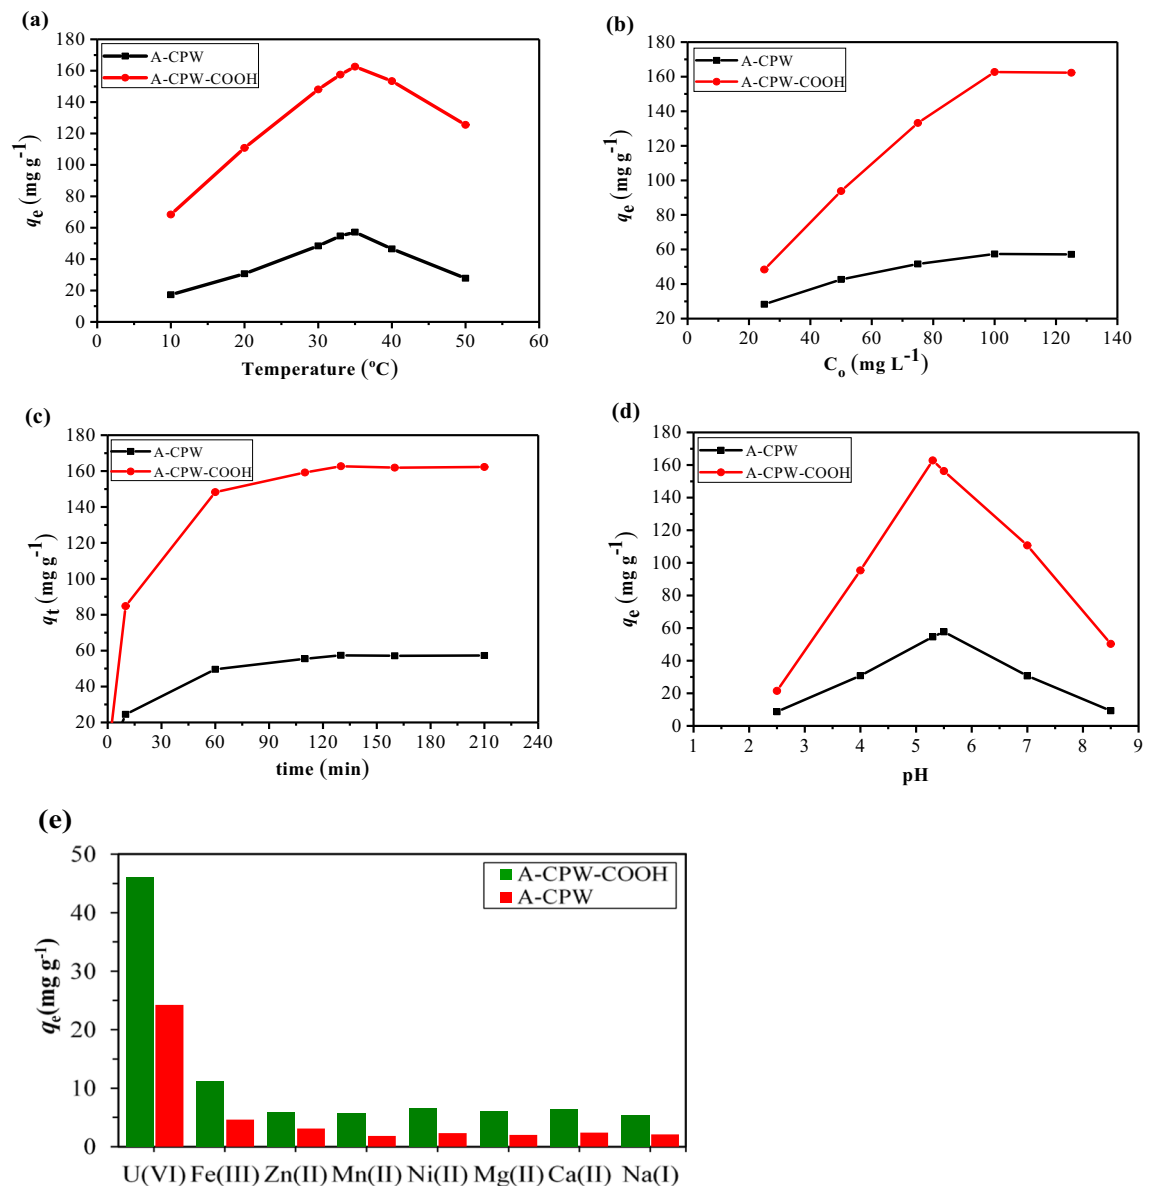 (a)
180
160
140
120
100
80
60
40
20
0
A-CPW
A-CPW-COOH
qe (mg g-1)
0 10 20 30 40 50 60
Temperature (ºC)
(b)
180
160
140
120
100
80
60
40
20
A-CPW
A-CPW-COOH
qe (mg g-1)
0 20 40 60 80 100 120 140
Co (mg L-1)
(c)
180
160
140
120
100
80
60
40
20
A-CPW
A-CPW-COOH
qt (mg g-1)
0 30 60 90 120 150 180 210 240
time (min)
(d)
180
160
140
120
100
80
60
40
20
0
A-CPW
A-CPW-COOH
qe (mg g-1)
1 2 3 4 5 6 7 8 9
pH
(e)
50
40
30
20
10
0
A-CPW-COOH
A-CPW
qe(mg g-1)
U(VI) Fe(III) Zn(II) Mn(II) Ni(II) Mg(II) Ca(II) Na(I)